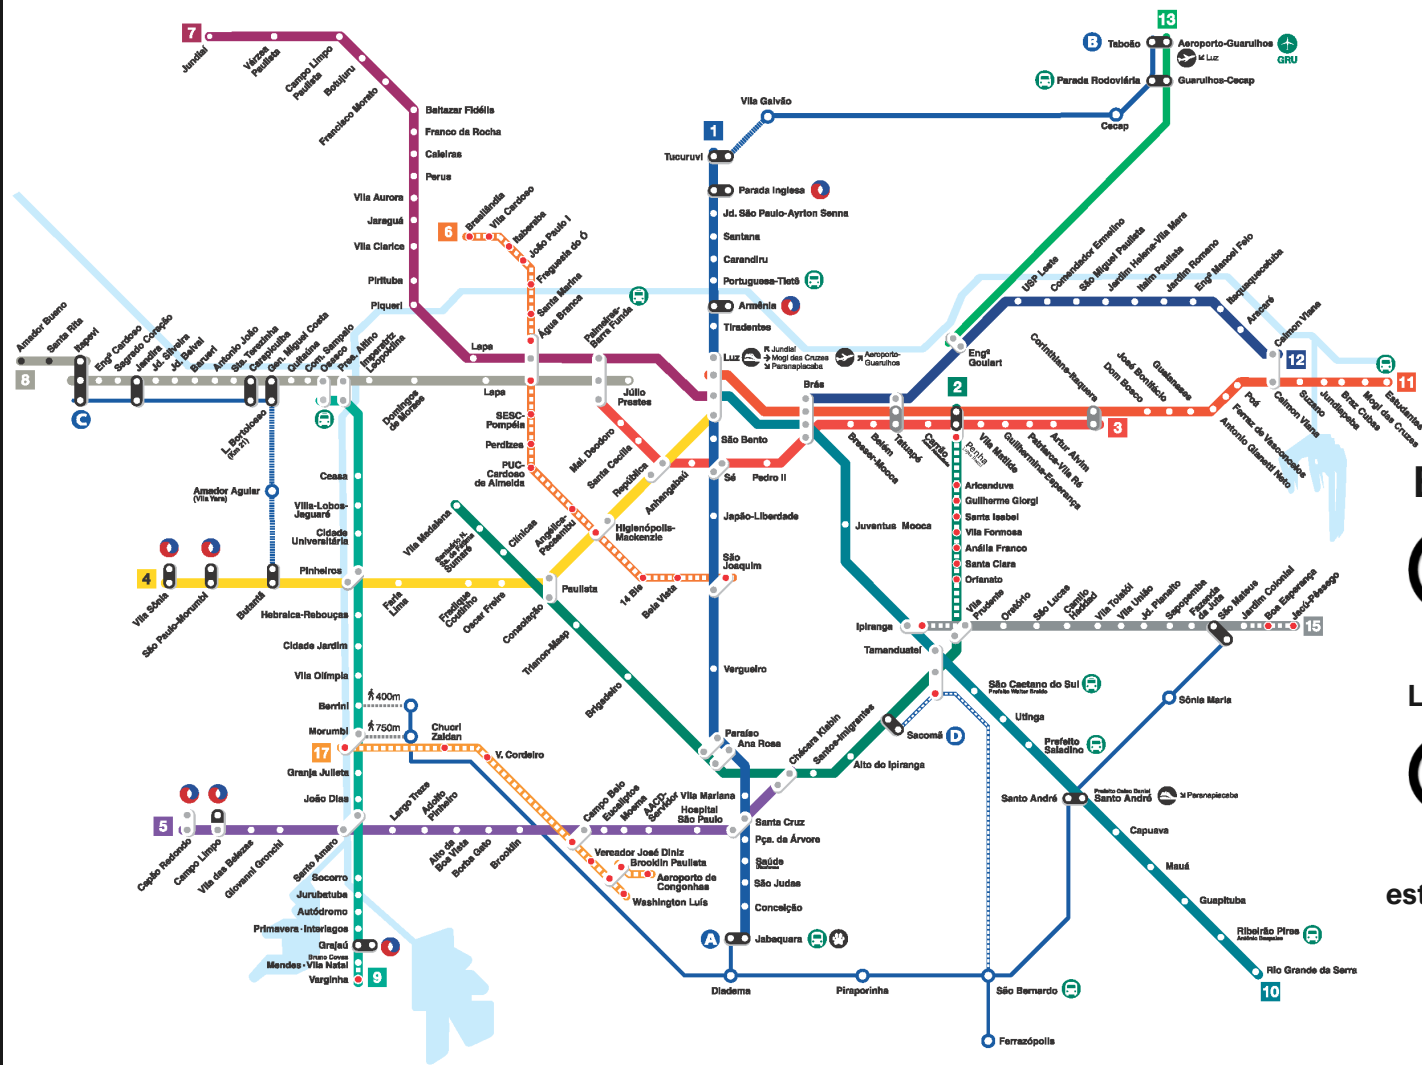 13
7
B
Taboão
Aeroporto-Guarulhos
GRU
Luz
Jundiaí
Várzea
Paulista
Campo Limpo
Paulista
Botujuru
Francisco Morato
Parada Rodoviária
Guarulhos-Cecap
Baltazar Fidélis
Franco da Rocha
Caieiras
Perus
Vila Aurora
Jaraguá
Vila Clarice
Pirituba
Piqueri
Vila Galvão
Cecap
1
Tucuruvi
Parada Inglesa
Jd. São Paulo-Ayrton Senna
Santana
Carandiru
Portuguesa-Tietê
Armênia
Tiradentes
6
Brasilândia
Vila Cardoso
Itaberaba
João Paulo I
Freguesia do Ó
Santa Marina
Água Branca
Palmeiras-
Barra Funda
USP Leste
Comendador Ermelino
São Miguel Paulista
Jardim Helena-Vila Mara
Itaim Paulista
Jardim Romano
Engº Manoel Feio
Itaquaquecetuba
Aracaré
Calmon Viana
12
Amador Bueno
Santa Rita
Itapevi
Engº Cardoso
Sagrado Coração
Jandira
Jd. Silveira
Jd. Belval
Barueri
Antonio João
Sta. Terezinha
Carapicuíba
Gen. Miguel Costa
Quitaúna
Com. Sampaio
Osasco
Pres. Altino
Imperatriz
Leopoldina
8
C
Lapa
Lapa
Domingos
de Moraes
Júlio
Prestes
Luz
Jundiaí
Mogi das Cruzes
Paranapiacaba
Aeroporto-
Guarulhos
Engº
Goulart
Brás
2
3
11
Corinthians-Itaquera
Dom Bosco
José Bonifácio
Guaianases
Poá
Ferraz de Vasconcelos
Antonio Gianetti Neto
Calmon Viana
Suzano
Jundiapeba
Braz Cubas
Mogi das Cruzes
Estudantes
L. Bortolosso
(Km 21)
Amador Aguiar
(Vila Yara)
SESC-
Pompéia
Perdizes
PUC-
Cardoso
de Almeida
Mal. Deodoro
Santa Cecília
República
Anhangabaú
São Bento
Sé
Pedro II
Bresser-Mooca
Belém
Tatuapé
Carrão
Penha
Vila Matilde
Guilhermina-Esperança
Patriarca-Vila Ré
Artur Alvim
Ceasa
Villa-Lobos-
Jaguaré
Cidade
Universitária
Pinheiros
Vila Madalena
Santuário N.
Sra. de Fátima
Sumaré
Clínicas
Angélica-
Pacaembu
Higienópolis-
Mackenzie
Japão-Liberdade
Juventus Mooca
Aricanduva
Guilherme Giorgi
Santa Isabel
Vila Formosa
Anália Franco
Santa Clara
Orfanato
4
Vila Sônia
São Paulo-Morumbi
Butantã
Faria
Lima
Fradique
Coutinho
Oscar Freire
Paulista
Consolação
Trianon-Masp
Brigadeiro
14 Bis
Bela Vista
São
Joaquim
Vergueiro
Hebraica-Rebouças
Cidade Jardim
Vila Olímpia
Berrini
Morumbi
400m
750m
17
Chucri
Zaidan
V. Cordeiro
Ipiranga
Tamanduateí
Vila
Prudente
Oratório
São Lucas
Camilo
Haddad
Vila Tolstói
Vila União
Jd. Planalto
Sapopemba
Fazenda
da Juta
São Mateus
Jardim Colonial
Boa Esperança
Jacú-Pêssego
15
São Caetano do Sul
Prefeito Walter Braido
Utinga
Prefeito
Saladino
Sônia Maria
Sacomã
D
Paraíso
Ana Rosa
Chácara Klabin
Santos-Imigrantes
Alto do Ipiranga
Granja Julieta
João Dias
5
Capão Redondo
Campo Limpo
Vila das Belezas
Giovanni Gronchi
Santo Amaro
Largo Treze
Adolfo
Pinheiro
Alto da
Boa Vista
Borba Gato
Brooklin
Campo Belo
Eucaliptos
Moema
AACD-
Servidor
Hospital
São Paulo
Vila Mariana
Santa Cruz
Pça. da Árvore
Saúde
São Judas
Conceição
Jabaquara
A
Vereador José Diniz
Brooklin Paulista
Aeroporto de
Congonhas
Washington Luís
Santo André
Prefeito Celso Daniel
Santo André
Paranapiacaba
Capuava
Mauá
Guapituba
Ribeirão Pires
Rio Grande da Serra
10
Socorro
Jurubatuba
Autódromo
Primavera-Interlagos
Grajaú
Bruno Covas
Mendes-Vila Natal
Varginha
9
Diadema
Piraporinha
São Bernardo
Ferrazópolis
L
est